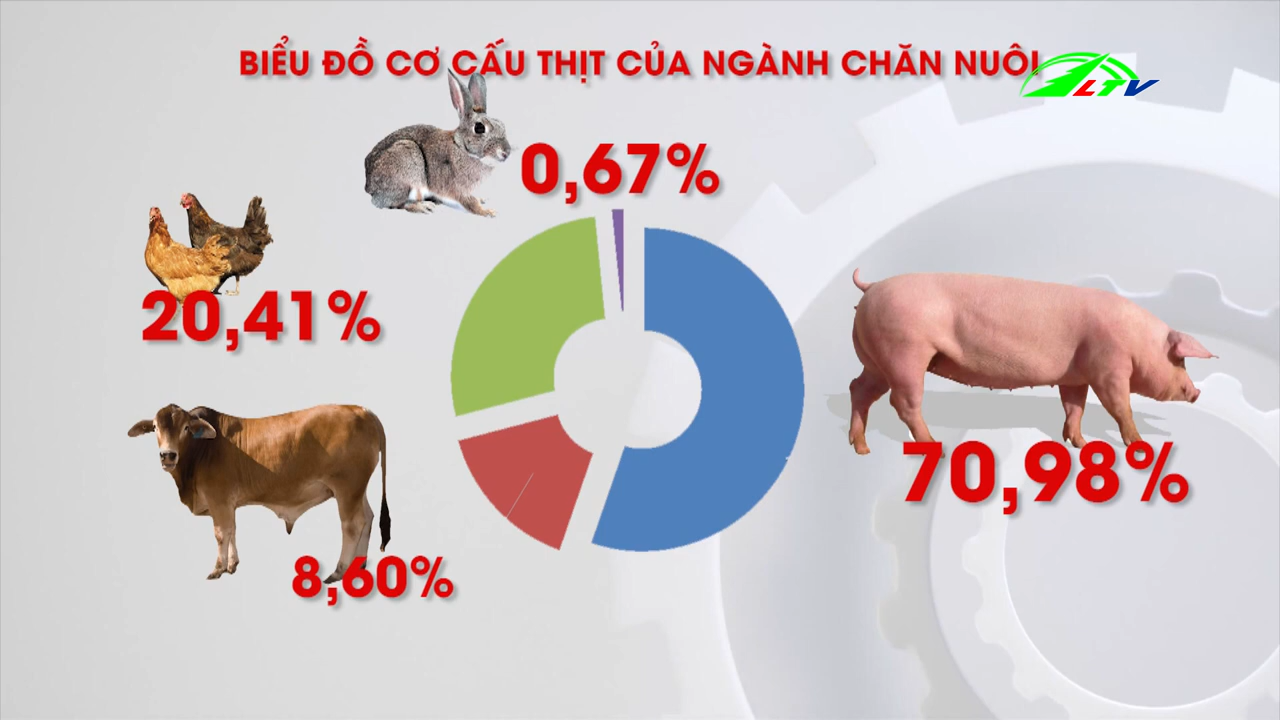 BIỂU ĐỒ CƠ CẤU THỊT CỦA NGÀNH CHĂN NUÔI
LTV
0,67%
20,41%
70,98%
8,60%